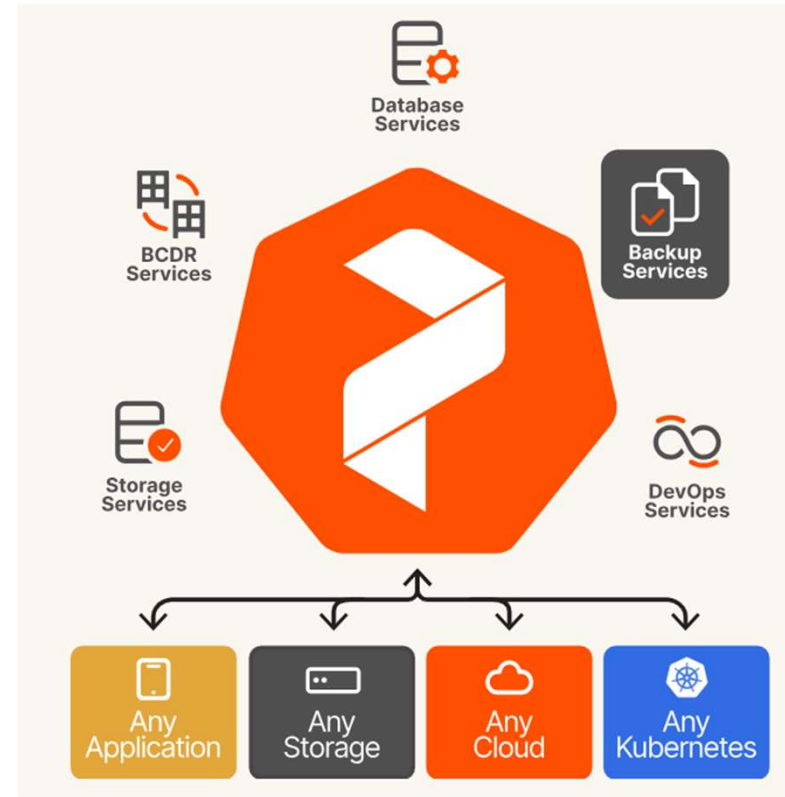 Database
Services
BCDR
Services
Backup
Services
Storage
Services
DevOps
Services
Any
Application
Any
Storage
Any
Cloud
Any
Kubernetes